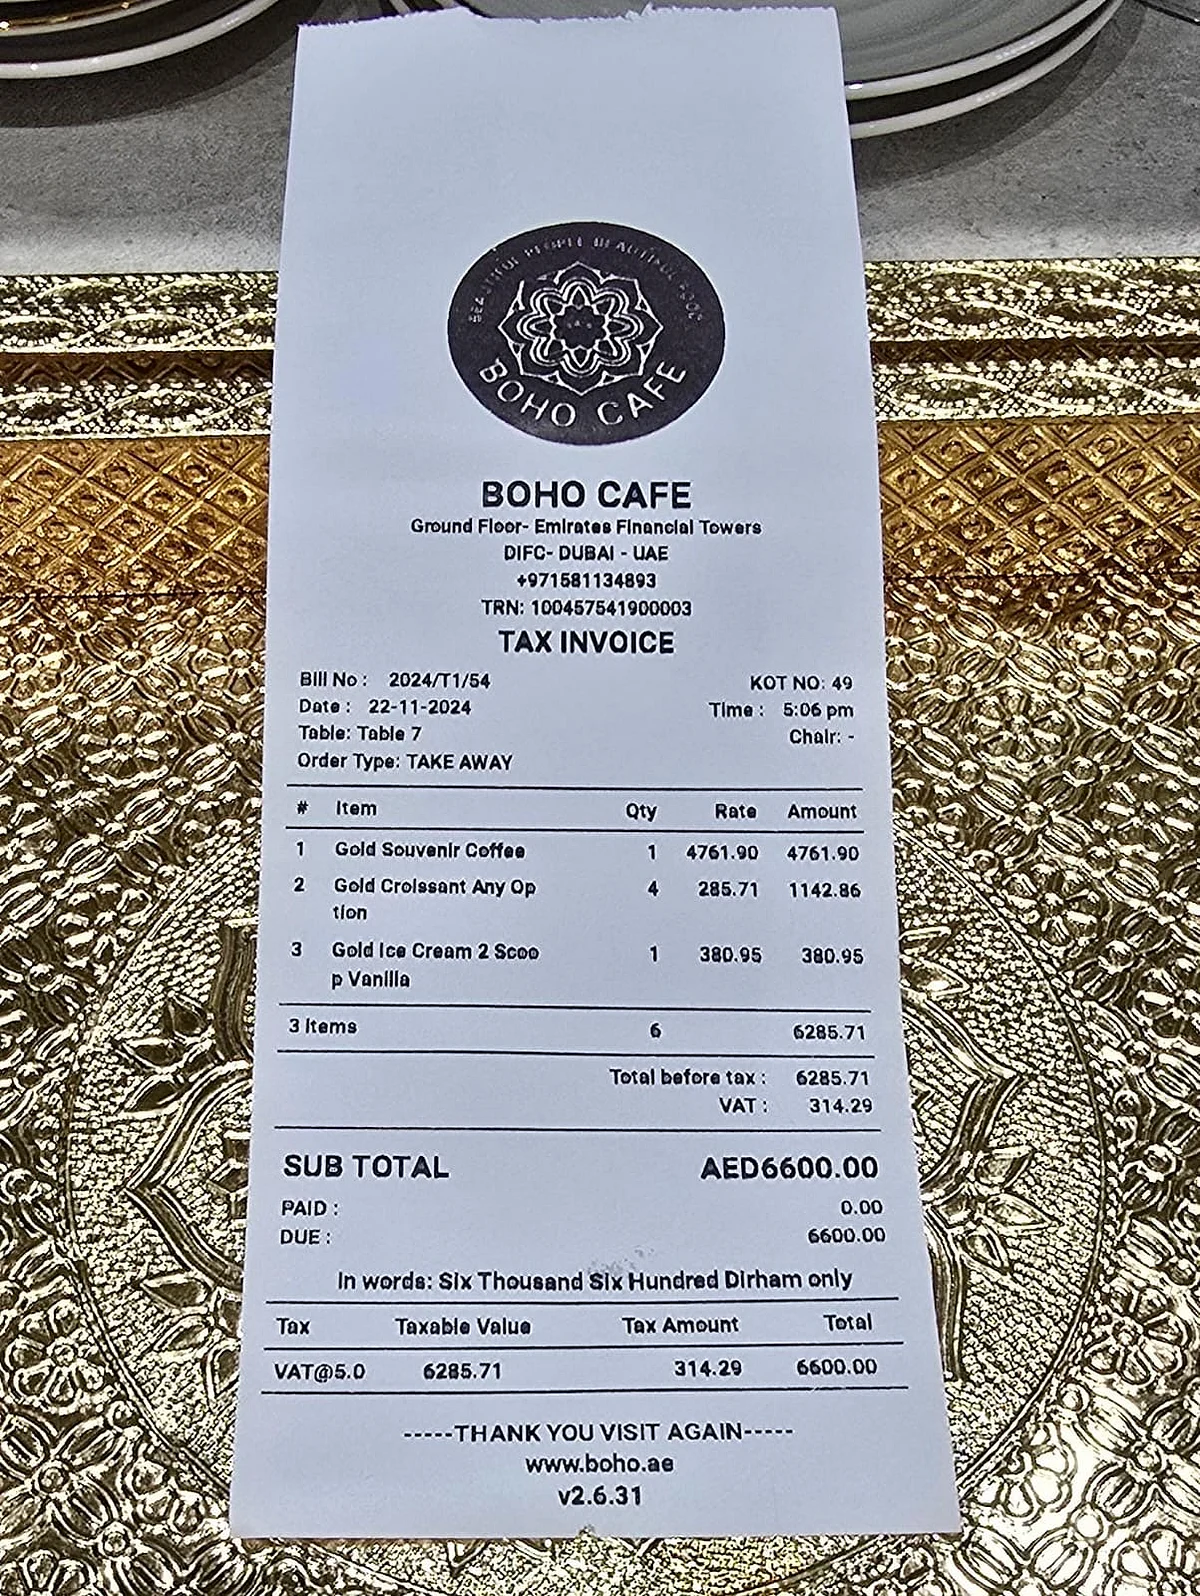 BEAUTIFUL PEOPLE BEAUTIFUL FOOD
BOHO CAFE
BOHO CAFE
Ground Floor- Emirates Financial Towers
DIFC- DUBAI - UAE
+971581134893
TRN: 100457541900003
TAX INVOICE
Bill No : 2024/T1/54 KOT NO: 49
Date : 22-11-2024 Time : 5:06 pm
Table: Table 7 Chair: -
Order Type: TAKE AWAY
# Item Qty Rate Amount
1 Gold Souvenir Coffee 1 4761.90 4761.90
2 Gold Croissant Any Op 4 285.71 1142.86
tion
3 Gold Ice Cream 2 Scoo 1 380.95 380.95
p Vanilla
3 Items 6 6285.71
Total before tax : 6285.71
VAT : 314.29
SUB TOTAL AED6600.00
PAID : 0.00
DUE : 6600.00
In words: Six Thousand Six Hundred Dirham only
Tax Taxable Value Tax Amount Total
VAT@5.0 6285.71 314.29 6600.00
-----THANK YOU VISIT AGAIN-----
www.boho.ae
v2.6.31